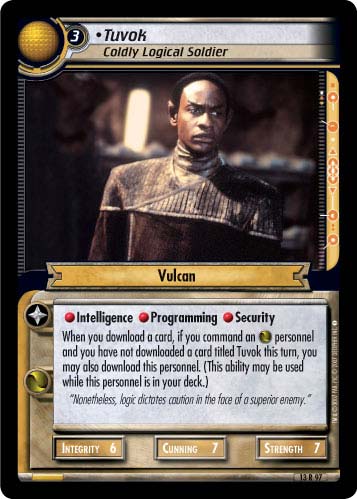 3 •Tuvok
Coldly Logical Soldier
Vulcan
Intelligence Programming Security
When you download a card, if you command an personnel
and you have not downloaded a card titled Tuvok this turn, you
may also download this personnel. (This ability may be used
while this personnel is in your deck.)
"Nonetheless, logic dictates caution in the face of a superior enemy."
INTEGRITY 6 CUNNING 7 STRENGTH 7
13 R 97